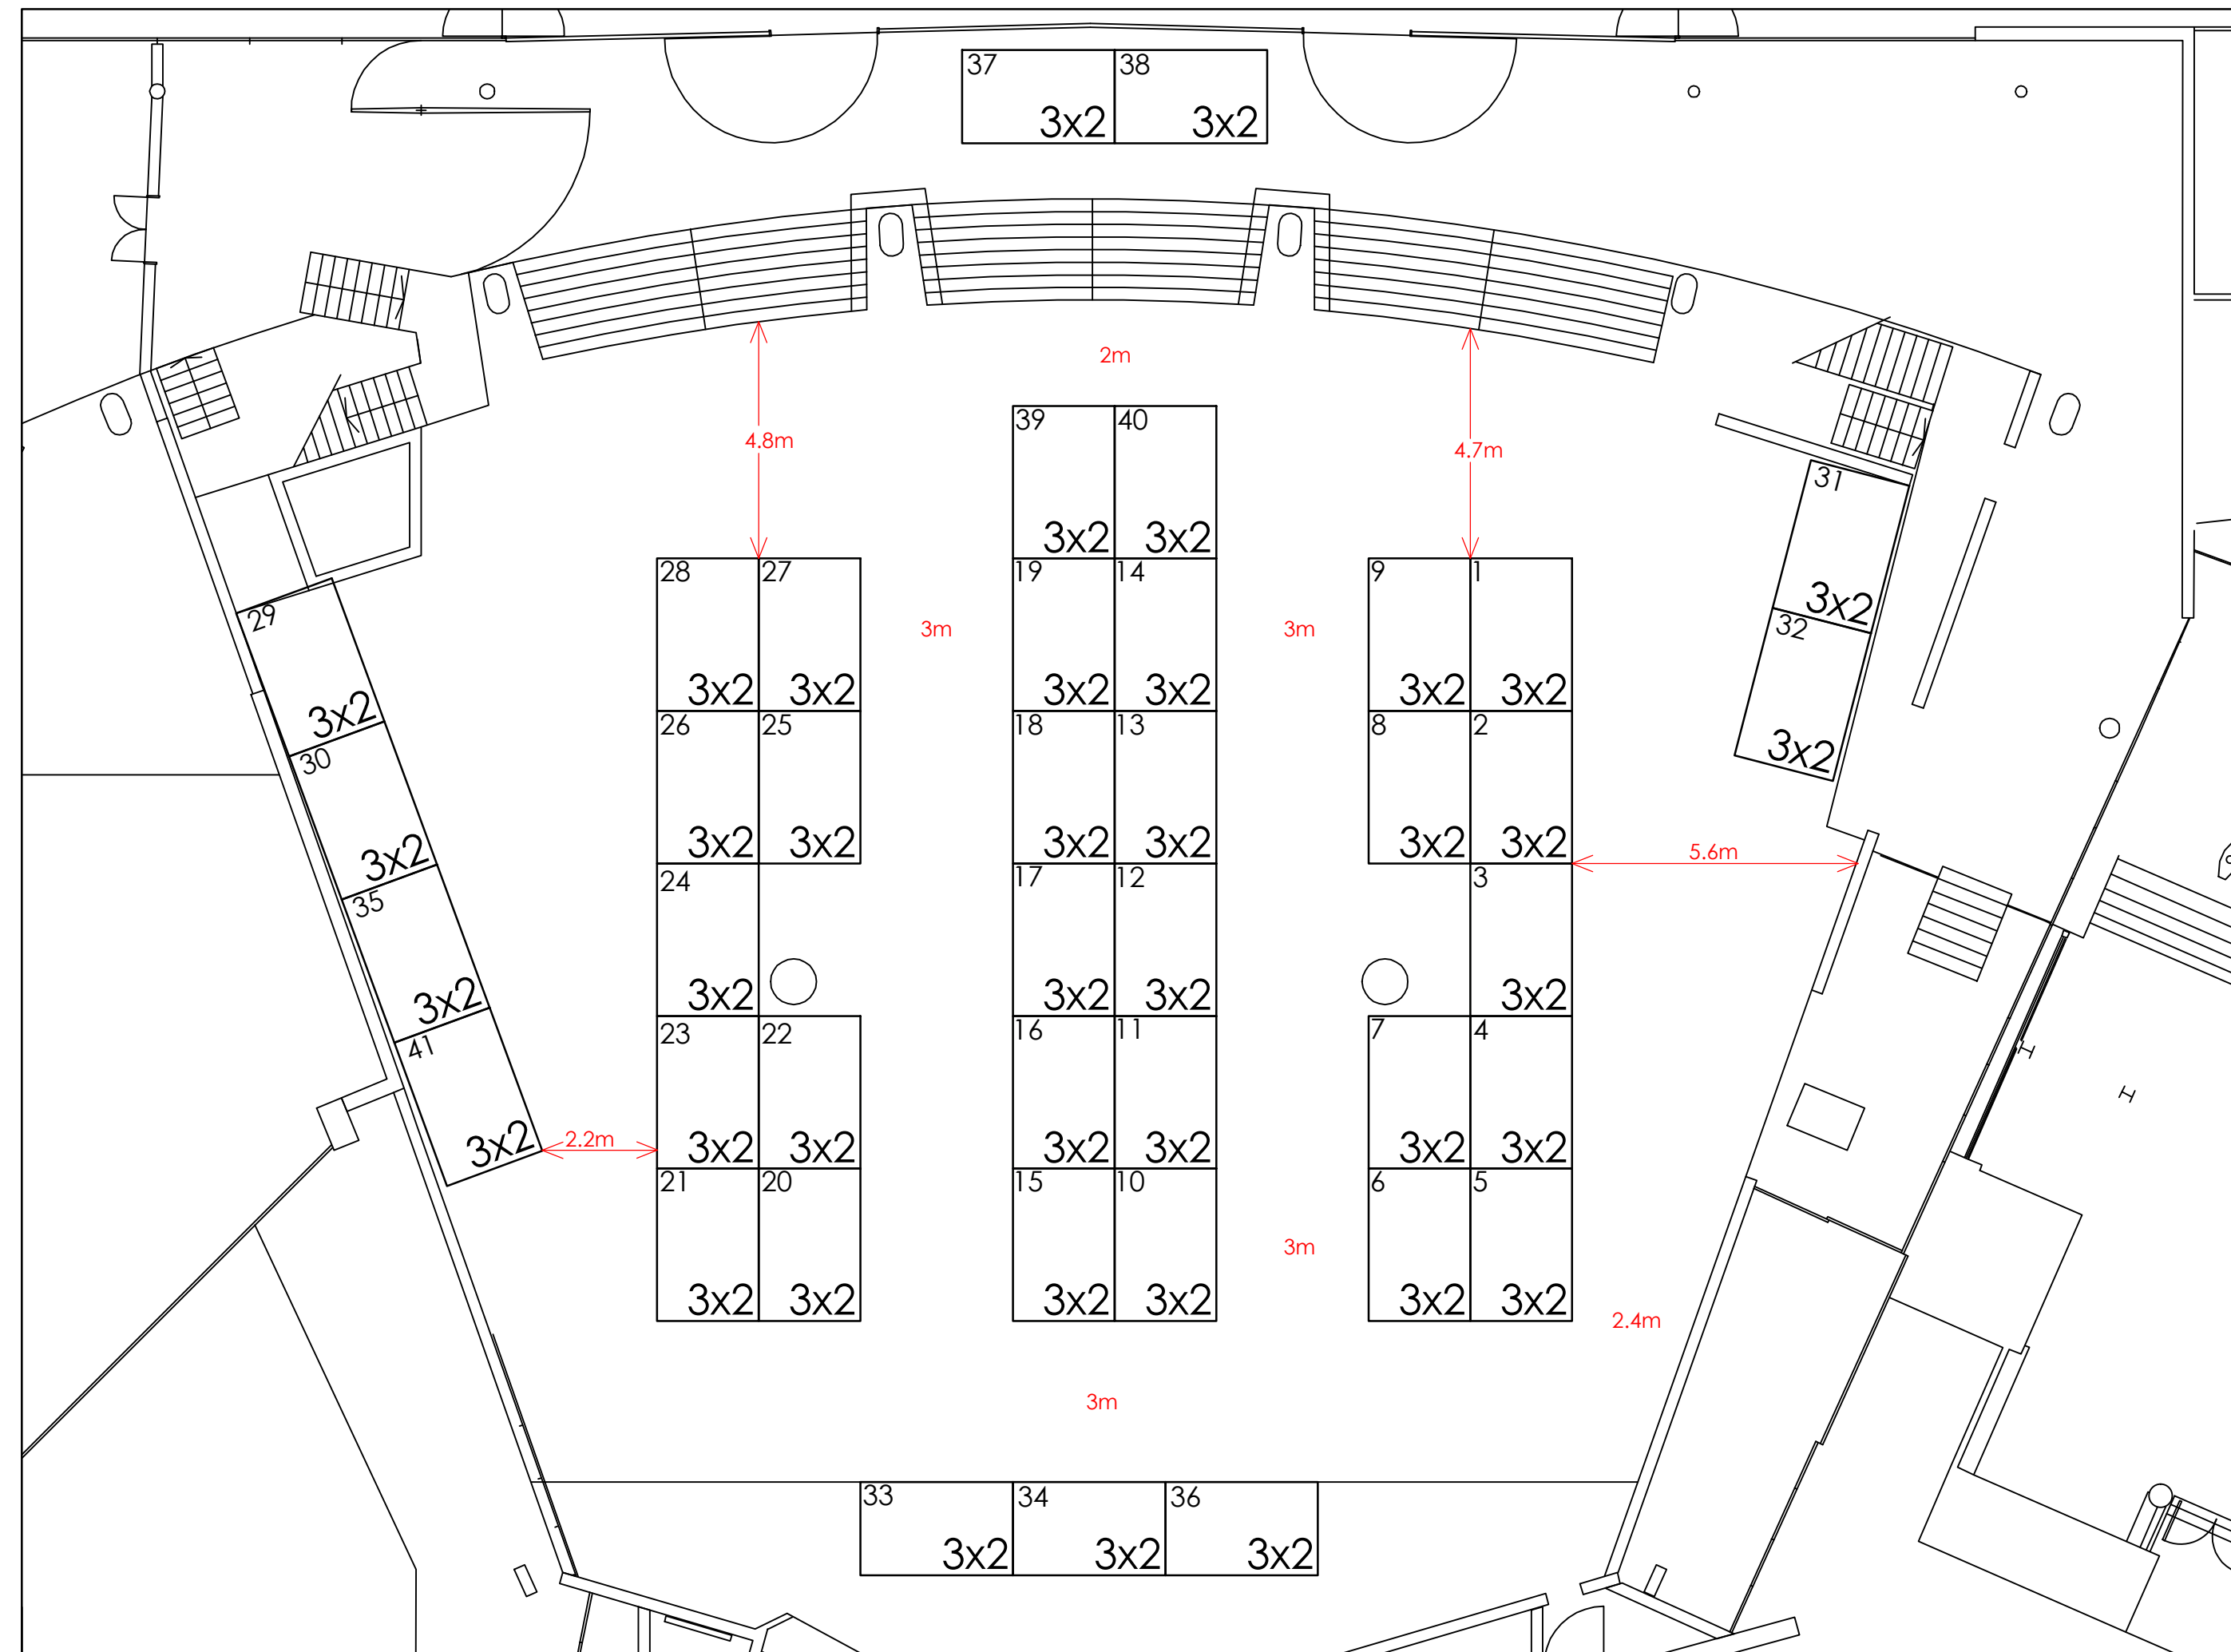 37 38
3x2 3x2
2m
39 40
4.8m 4.7m
31
3x2 3x2
28 27 19 14 9 1
29 3m 3m 3x2
32
3x2 3x2 3x2 3x2 3x2 3x2
3x2
26 25 18 13 8 2
30 3x2
3x2 3x2 3x2 3x2 3x2 3x2
3x2 5.6m
24 17 12 3
35
3x2 3x2 3x2 3x2
3x2
23 22 16 11 7 4
41
2.2m
3x2 3x2 3x2 3x2 3x2 3x2
3x2
21 20 15 10 6 5
3m
3x2 3x2 3x2 3x2 3x2 3x2
2.4m
3m
33 34 36
3x2 3x2 3x2